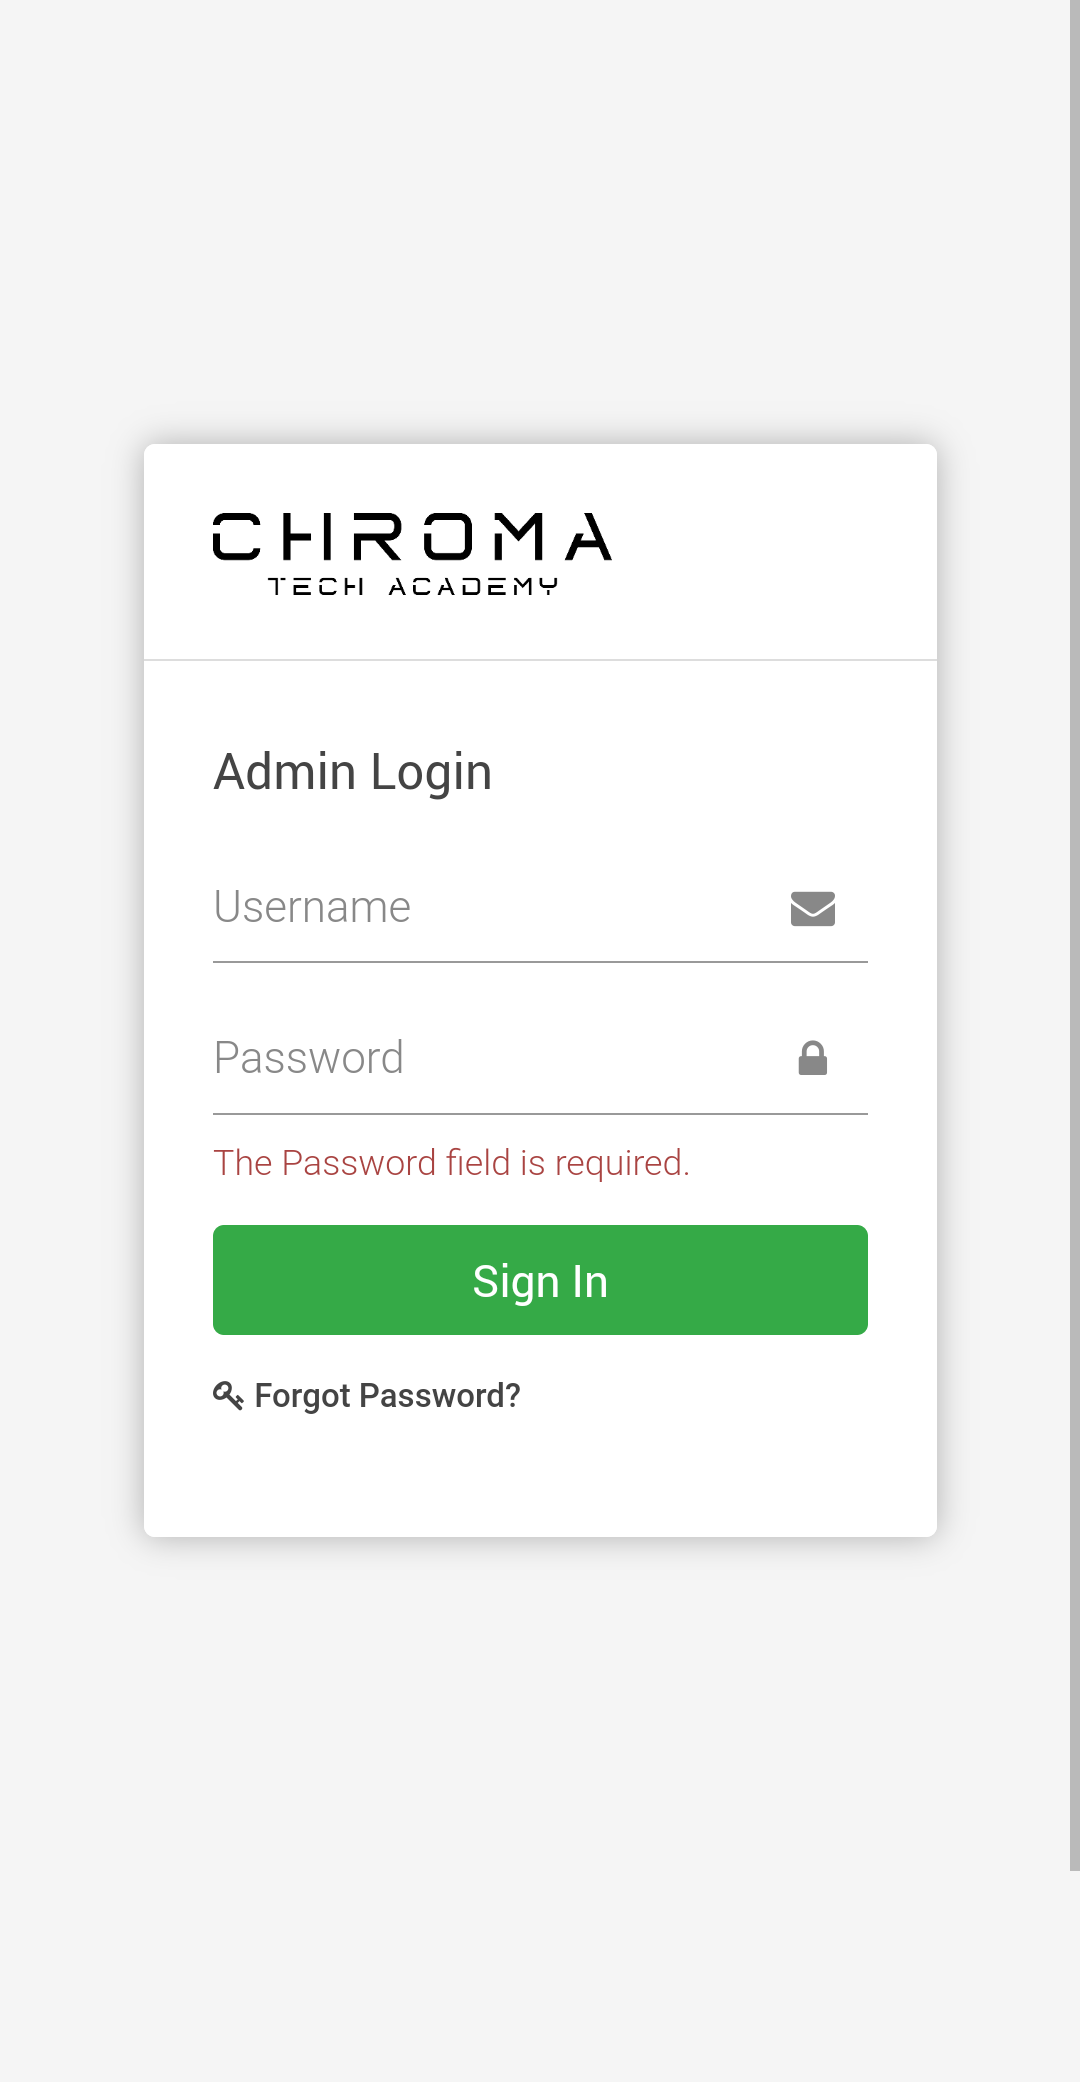 CHROMA
TECH ACADEMY
Admin Login
Username
Password
The Password field is required.
Sign In
Forgot Password?